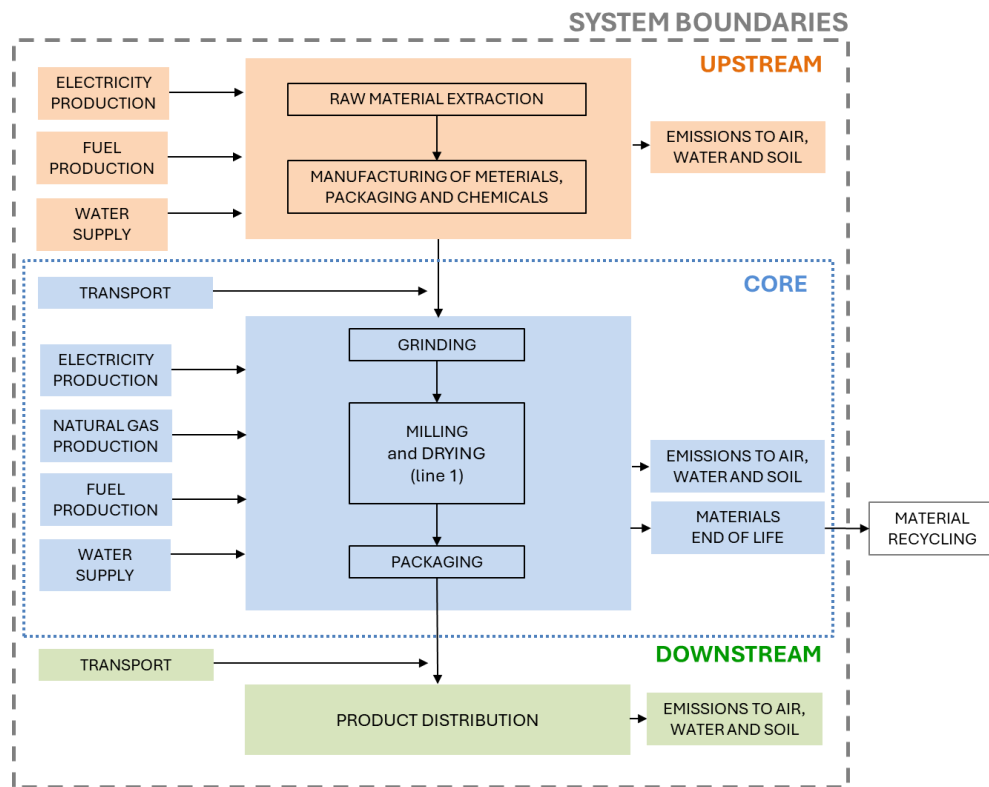 SYSTEM BOUNDARIES
UPSTREAM
ELECTRICITY
PRODUCTION
RAW MATERIAL EXTRACTION
FUEL
PRODUCTION
EMISSIONS TO AIR,
WATER AND SOIL
MANUFACTURING OF METERIALS,
PACKAGING AND CHEMICALS
WATER
SUPPLY
CORE
TRANSPORT
GRINDING
ELECTRICITY
PRODUCTION
NATURAL GAS
PRODUCTION
MILLING
and DRYING
(line 1)
EMISSIONS TO AIR,
WATER AND SOIL
FUEL
PRODUCTION
MATERIALS
END OF LIFE
MATERIAL
RECYCLING
WATER
SUPPLY
PACKAGING
DOWNSTREAM
TRANSPORT
PRODUCT DISTRIBUTION
EMISSIONS TO AIR,
WATER AND SOIL